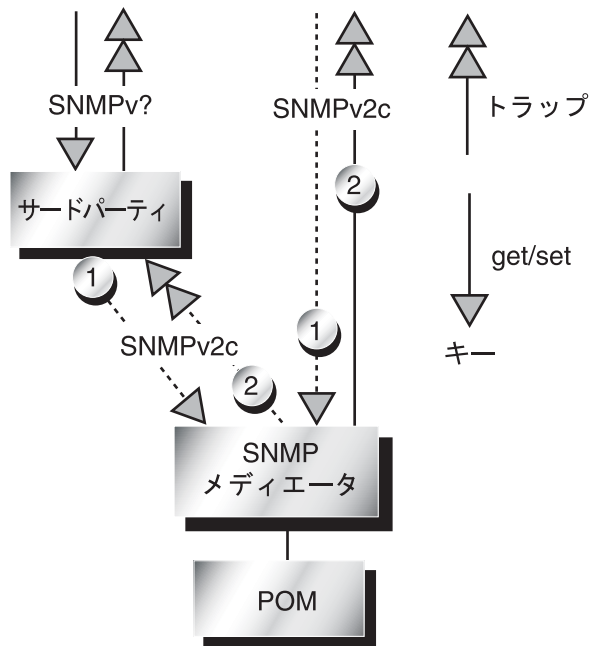 SNMPv?
SNMPv2c
トラップ
2
サードパーティ
get/set
1
1
SNMPv2c
キー
2
SNMP
メディエータ
POM